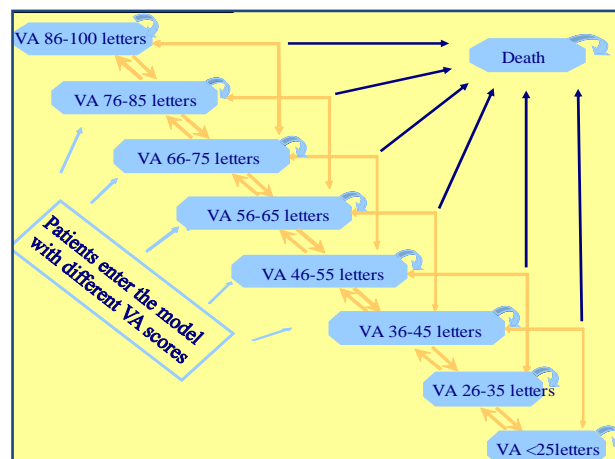 VA 86-100 letters
Death
VA 76-85 letters
VA 66-75 letters
VA 56-65 letters
Patients enter the model
with different VA scores
VA 46-55 letters
VA 36-45 letters
VA 26-35 letters
VA <25letters